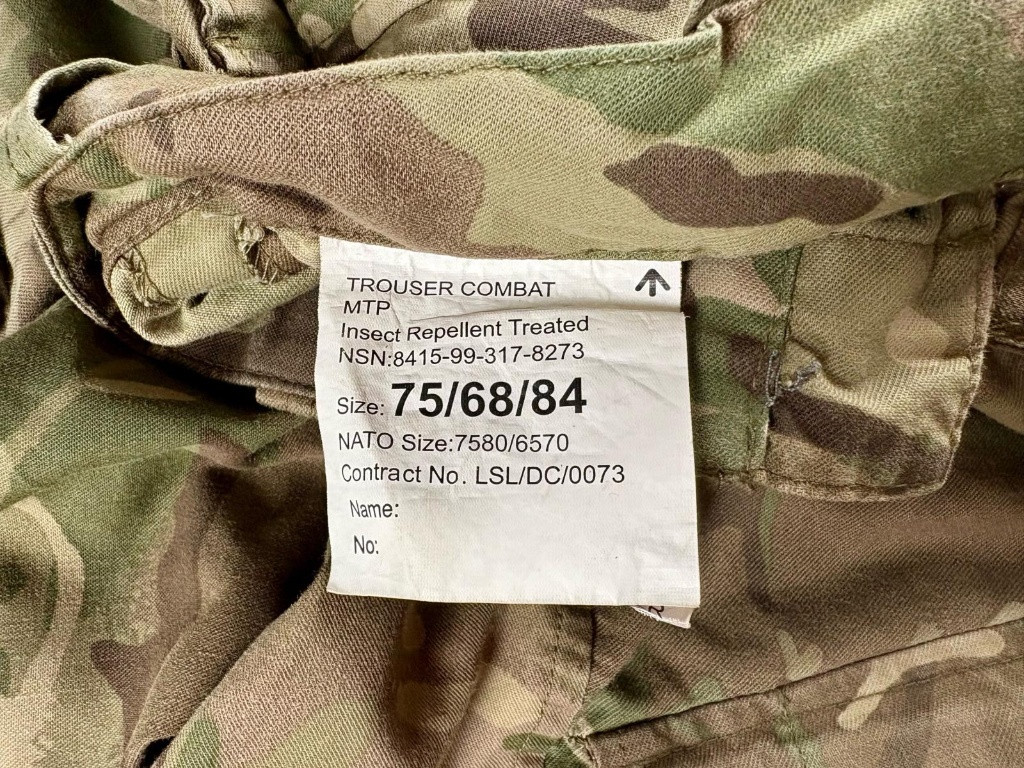 TROUSER COMBAT
MTP
Insect Repellent Treated
NSN:8415-99-317-8273
Size: 75/68/84
NATO Size:7580/6570
Contract No. LSL/DC/0073
Name:
No: